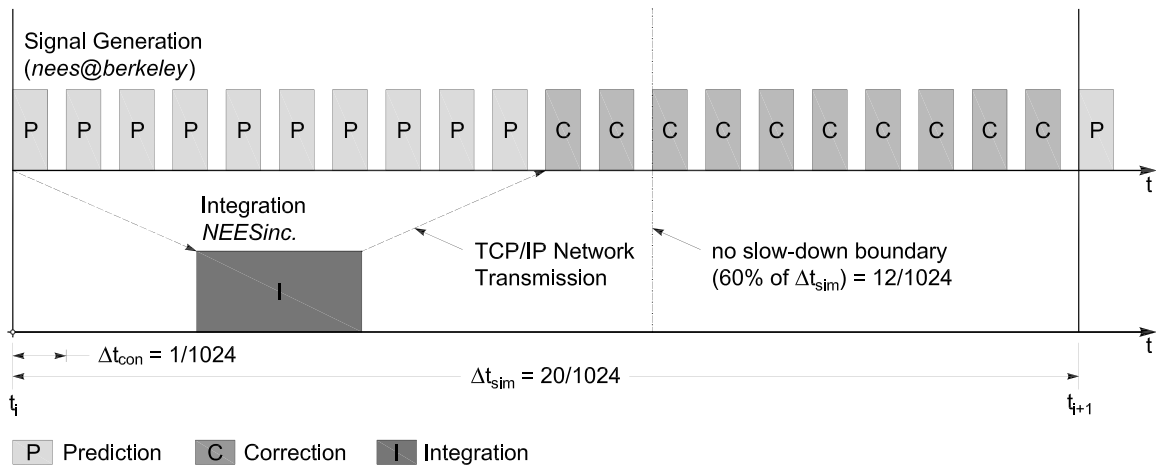 Signal Generation
(nees@berkeley)
P P P P P P P P P P C C C C C C C C C C P
t
Integration
NEESinc.
TCP/IP Network
Transmission
no slow-down boundary
(60% of Δtsim) = 12/1024
I
t
Δtcon = 1/1024
Δtsim = 20/1024
ti
ti+1
P Prediction C Correction I Integration